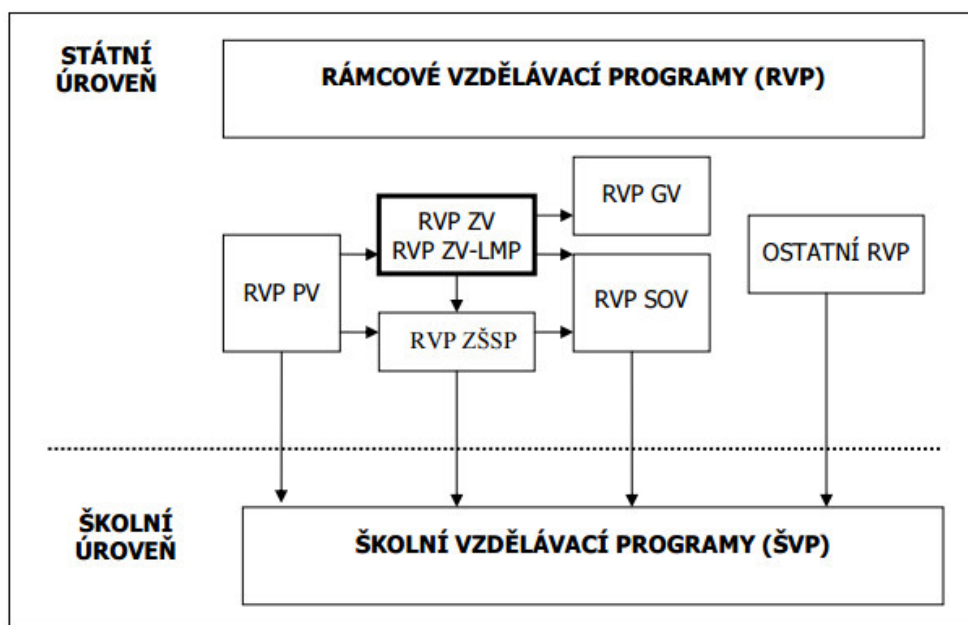 STÁTNÍ
ÚROVEŇ
RÁMCOVÉ VZDĚLÁVACÍ PROGRAMY (RVP)
RVP GV
RVP ZV
RVP ZV-LMP
OSTATNÍ RVP
RVP PV
RVP SOV
RVP ZŠSP
ŠKOLNÍ
ÚROVEŇ
ŠKOLNÍ VZDĚLÁVACÍ PROGRAMY (ŠVP)